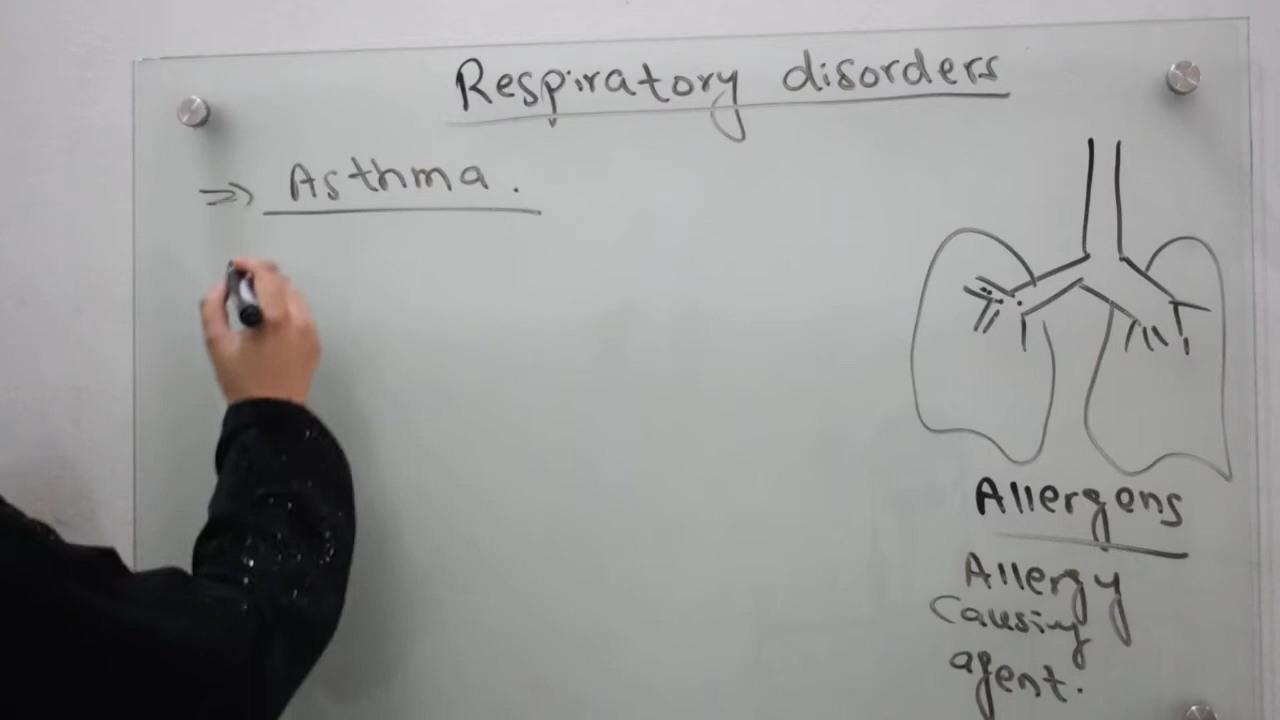 Respiratory disorders
=> Asthma.
Allergens
Allergy
Causing
agent.